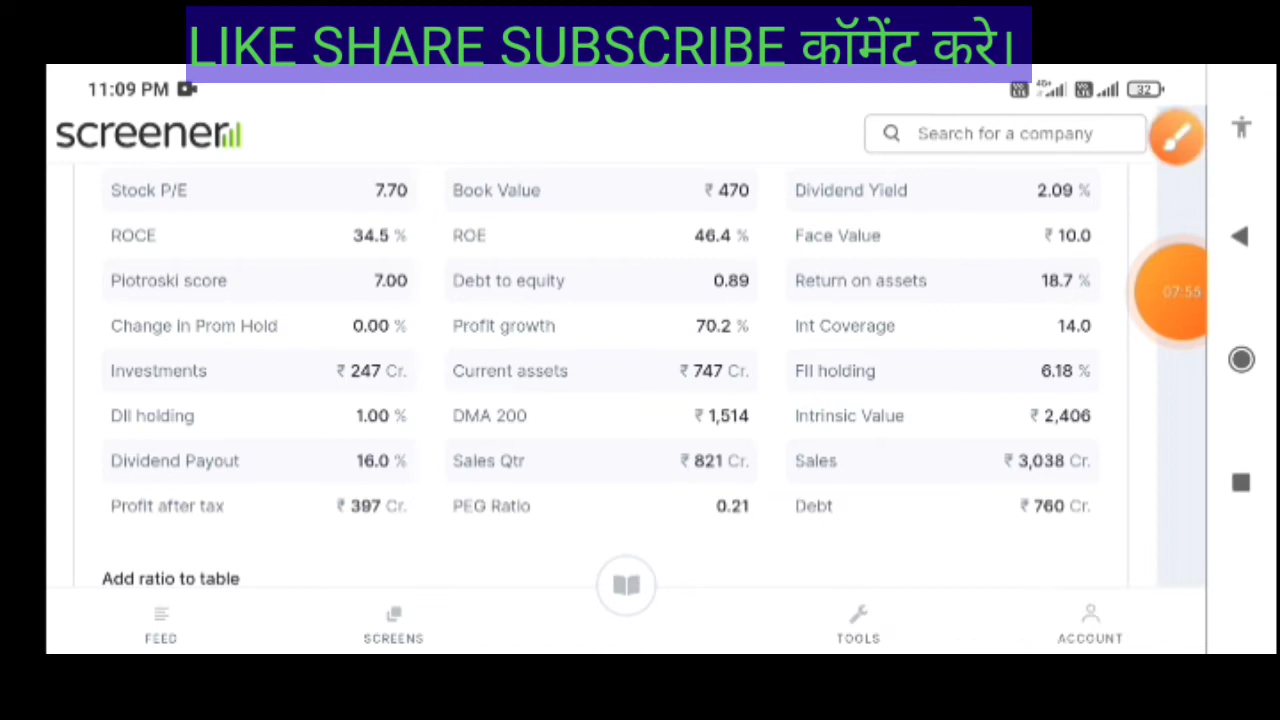 LIKE SHARE SUBSCRIBE कॉमेंट करे।
11:09 PM 32
screener Search for a company
Stock P/E 7.70 Book Value ₹ 470 Dividend Yield 2.09 %
ROCE 34.5 % ROE 46.4 % Face Value ₹ 10.0
Piotroski score 7.00 Debt to equity 0.89 Return on assets 18.7 %
07:55
Change in Prom Hold 0.00 % Profit growth 70.2 % Int Coverage 14.0
Investments ₹ 247 Cr. Current assets ₹ 747 Cr. FII holding 6.18 %
DII holding 1.00 % DMA 200 ₹ 1,514 Intrinsic Value ₹ 2,406
Dividend Payout 16.0 % Sales Qtr ₹ 821 Cr. Sales ₹ 3,038 Cr.
Profit after tax ₹ 397 Cr. PEG Ratio 0.21 Debt ₹ 760 Cr.
Add ratio to table
FEED SCREENS TOOLS ACCOUNT